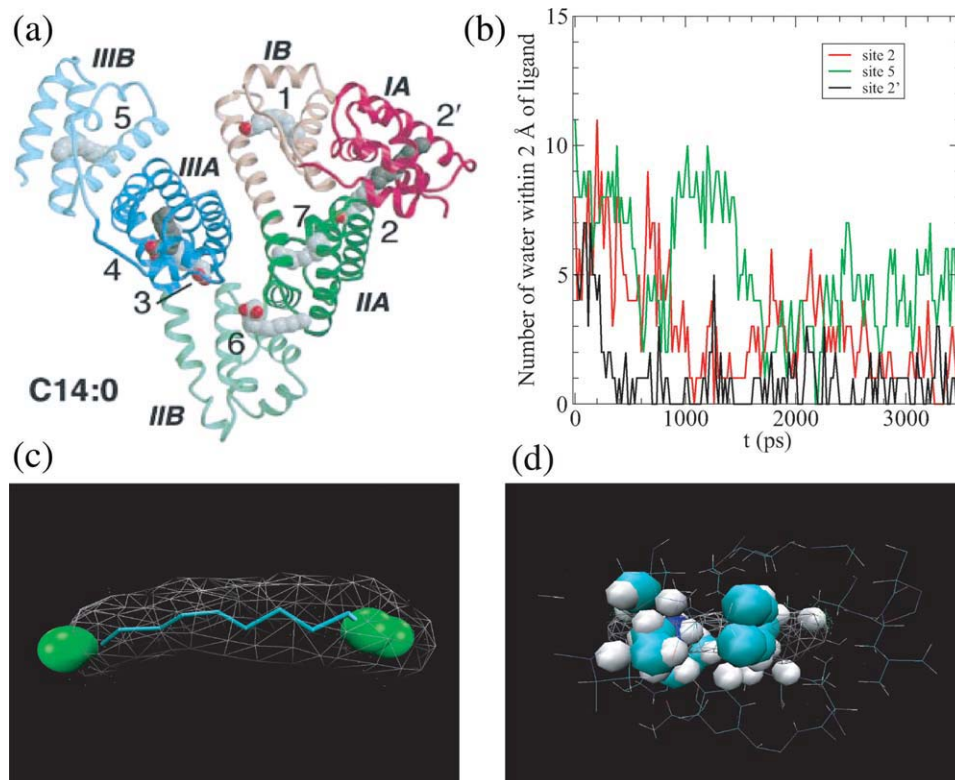 (a)
IIIB
IB
IA
5
1
2'
IIIA
7
2
4
3
IIA
6
C14:0
IIB
(b)
Number of water within 2 Å of ligand
15
10
5
0
site 2
site 5
site 2'
0 1000 2000 3000
t (ps)
(c)
(d)